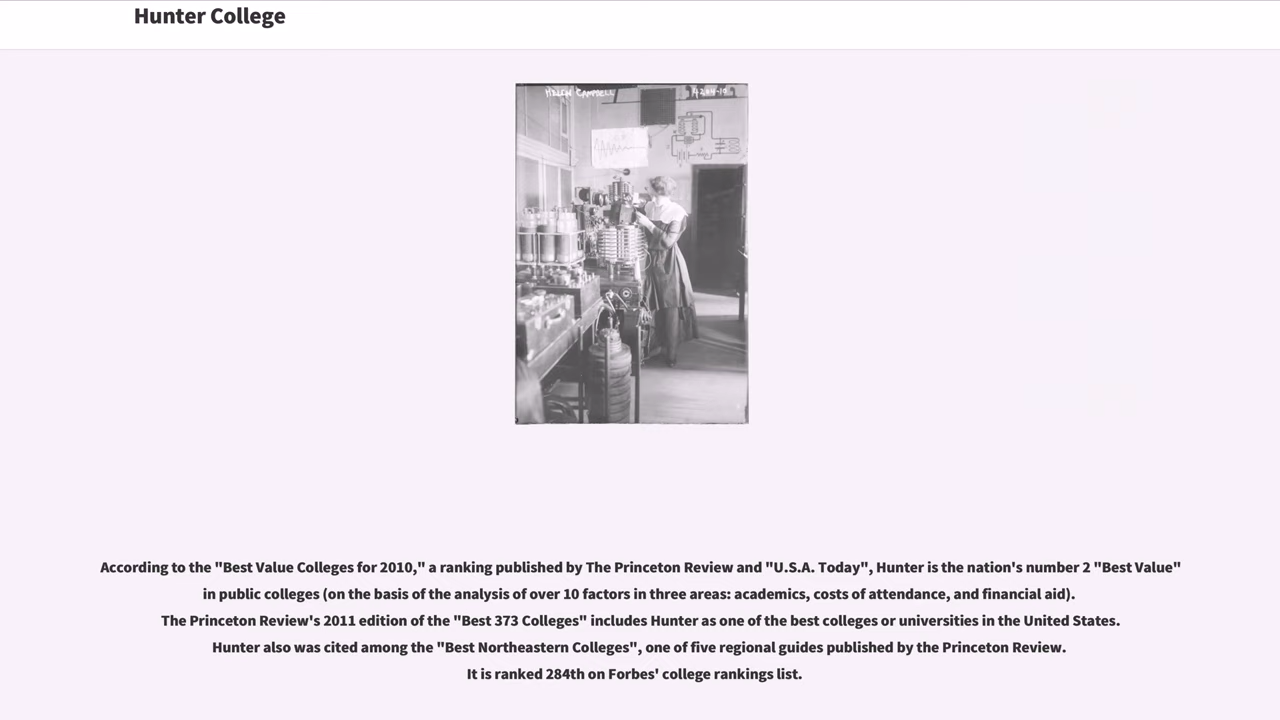 Hunter College
HELEN CAMPBELL
According to the "Best Value Colleges for 2010," a ranking published by The Princeton Review and "U.S.A. Today", Hunter is the nation's number 2 "Best Value"
in public colleges (on the basis of the analysis of over 10 factors in three areas: academics, costs of attendance, and financial aid).
The Princeton Review's 2011 edition of the "Best 373 Colleges" includes Hunter as one of the best colleges or universities in the United States.
Hunter also was cited among the "Best Northeastern Colleges", one of five regional guides published by the Princeton Review.
It is ranked 284th on Forbes' college rankings list.